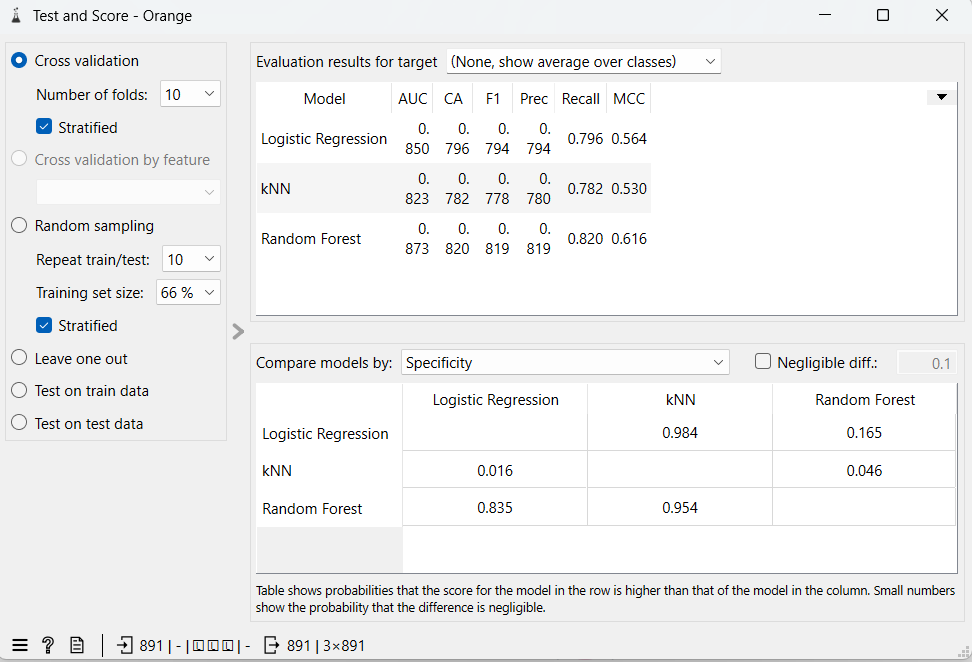 Test and Score - Orange
Cross validation
Number of folds: 10
Stratified
Cross validation by feature
Random sampling
Repeat train/test: 10
Training set size: 66 %
Stratified
Leave one out
Test on train data
Test on test data
Evaluation results for target (None, show average over classes)
Model AUC CA F1 Prec Recall MCC
Logistic Regression 0.850 0.796 0.794 0.794 0.796 0.564
kNN 0.823 0.782 0.778 0.780 0.782 0.530
Random Forest 0.873 0.820 0.819 0.819 0.820 0.616
Compare models by: Specificity Negligible diff.: 0.1
Logistic Regression kNN Random Forest
Logistic Regression 0.984 0.165
kNN 0.016 0.046
Random Forest 0.835 0.954
Table shows probabilities that the score for the model in the row is higher than that of the model in the column. Small numbers
show the probability that the difference is negligible.
891 | - | | - 891 | 3×891